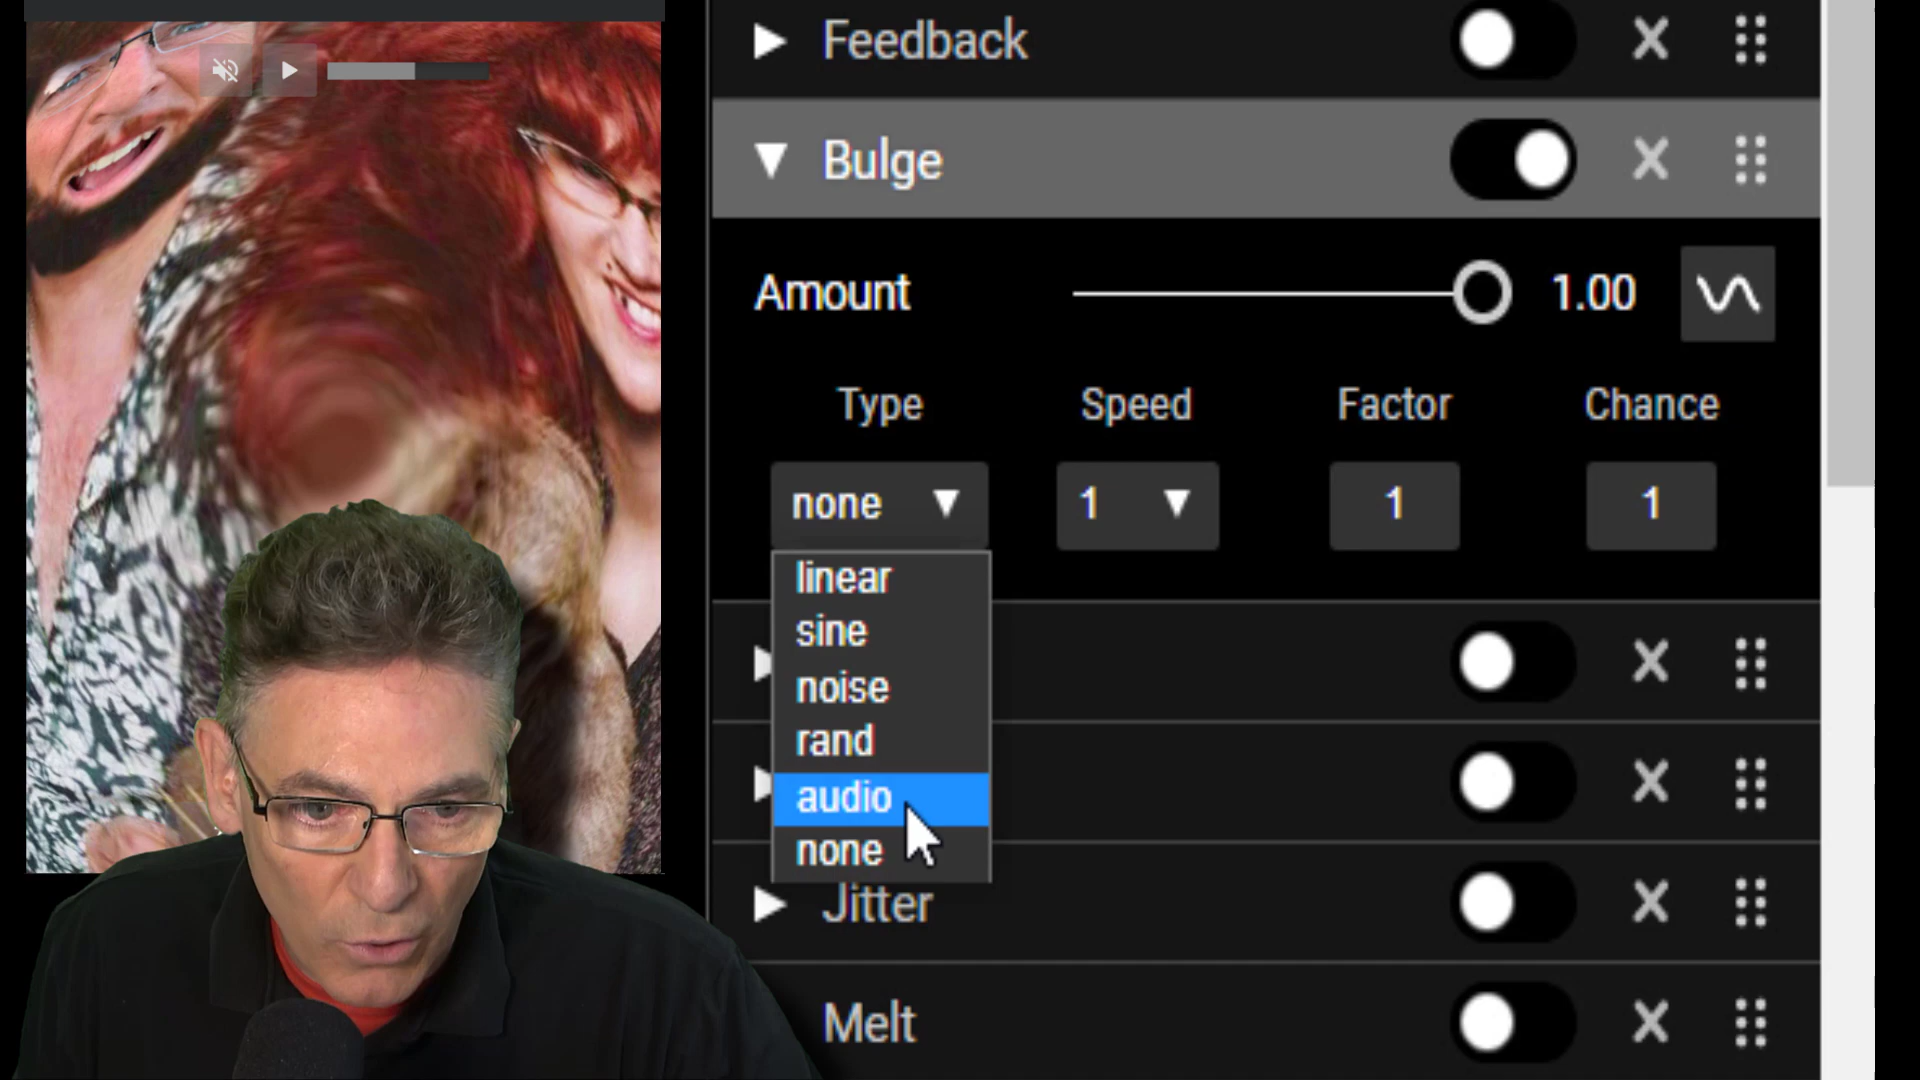 Feedback
Bulge
Amount 1.00
Type Speed Factor Chance
none 1 1 1
linear
sine
noise
rand
audio
none
Jitter
Melt